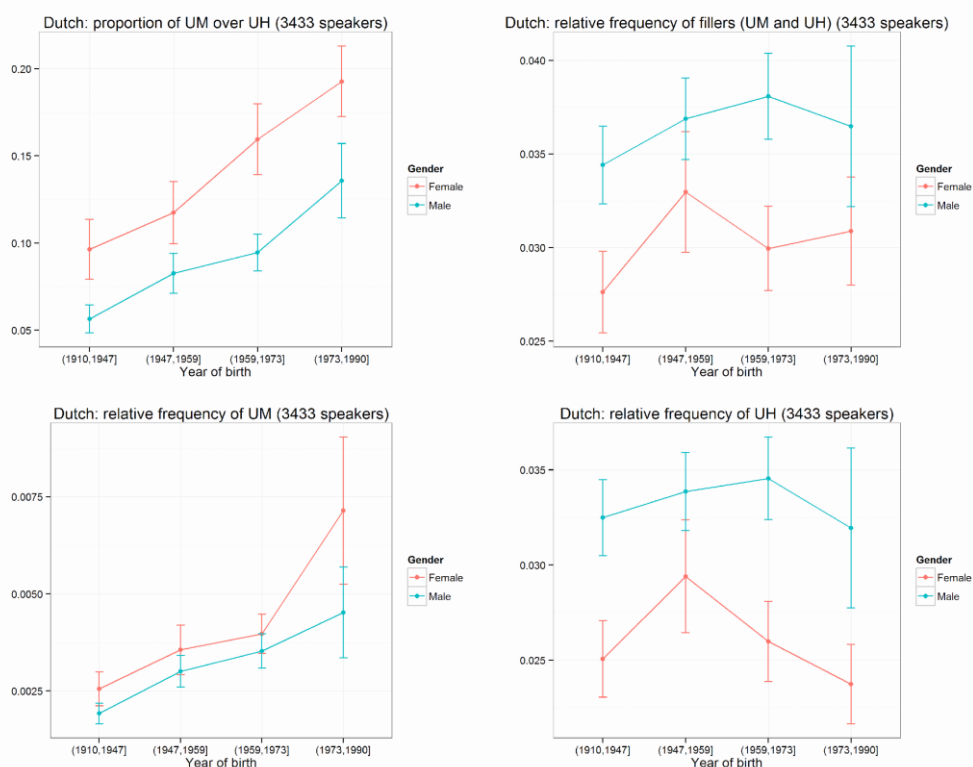 Dutch: proportion of UM over UH (3433 speakers)
0.20
0.15
0.10
0.05
(1910,1947]
(1947,1959]
(1959,1973]
(1973,1990]
Year of birth
Gender
Female
Male
Dutch: relative frequency of fillers (UM and UH) (3433 speakers)
0.040
0.035
0.030
0.025
(1910,1947]
(1947,1959]
(1959,1973]
(1973,1990]
Year of birth
Gender
Female
Male
Dutch: relative frequency of UM (3433 speakers)
0.0075
0.0050
0.0025
(1910,1947]
(1947,1959]
(1959,1973]
(1973,1990]
Year of birth
Gender
Female
Male
Dutch: relative frequency of UH (3433 speakers)
0.035
0.030
0.025
(1910,1947]
(1947,1959]
(1959,1973]
(1973,1990]
Year of birth
Gender
Female
Male